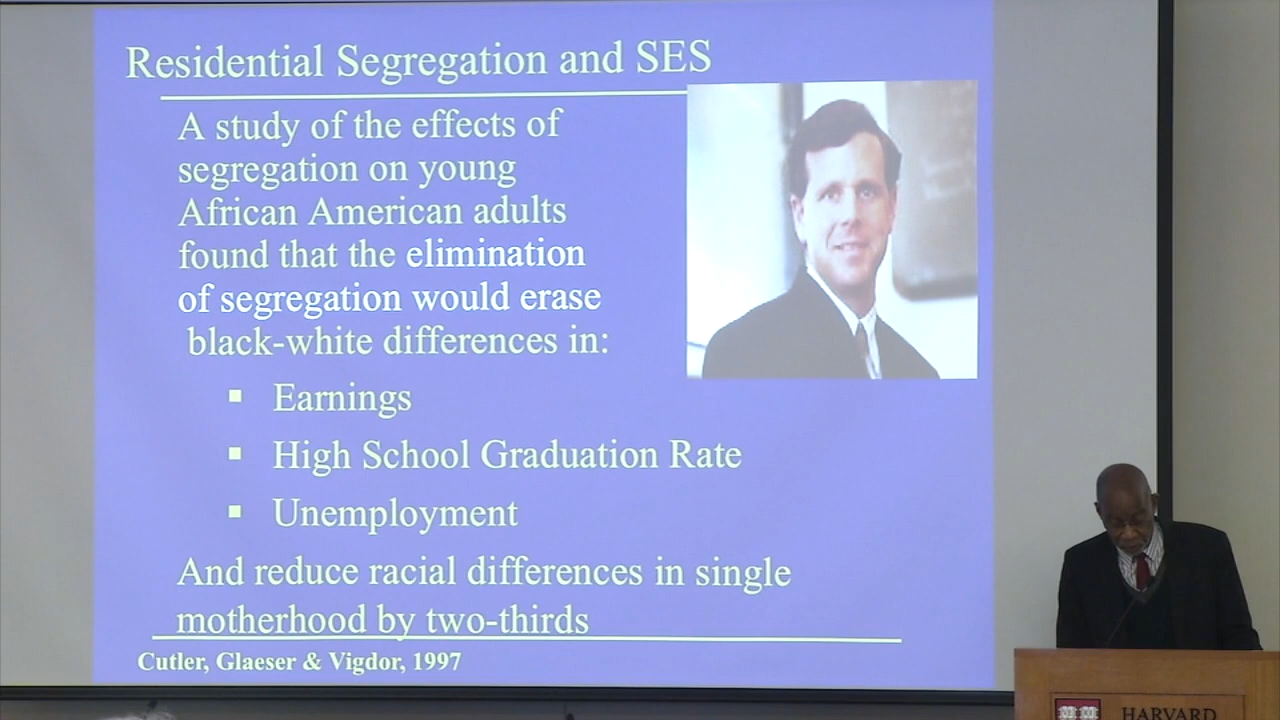 Residential Segregation and SES
A study of the effects of
segregation on young
African American adults
found that the elimination
of segregation would erase
black-white differences in:
▪ Earnings
▪ High School Graduation Rate
▪ Unemployment
And reduce racial differences in single
motherhood by two-thirds
Cutler, Glaeser & Vigdor, 1997
HARVARD